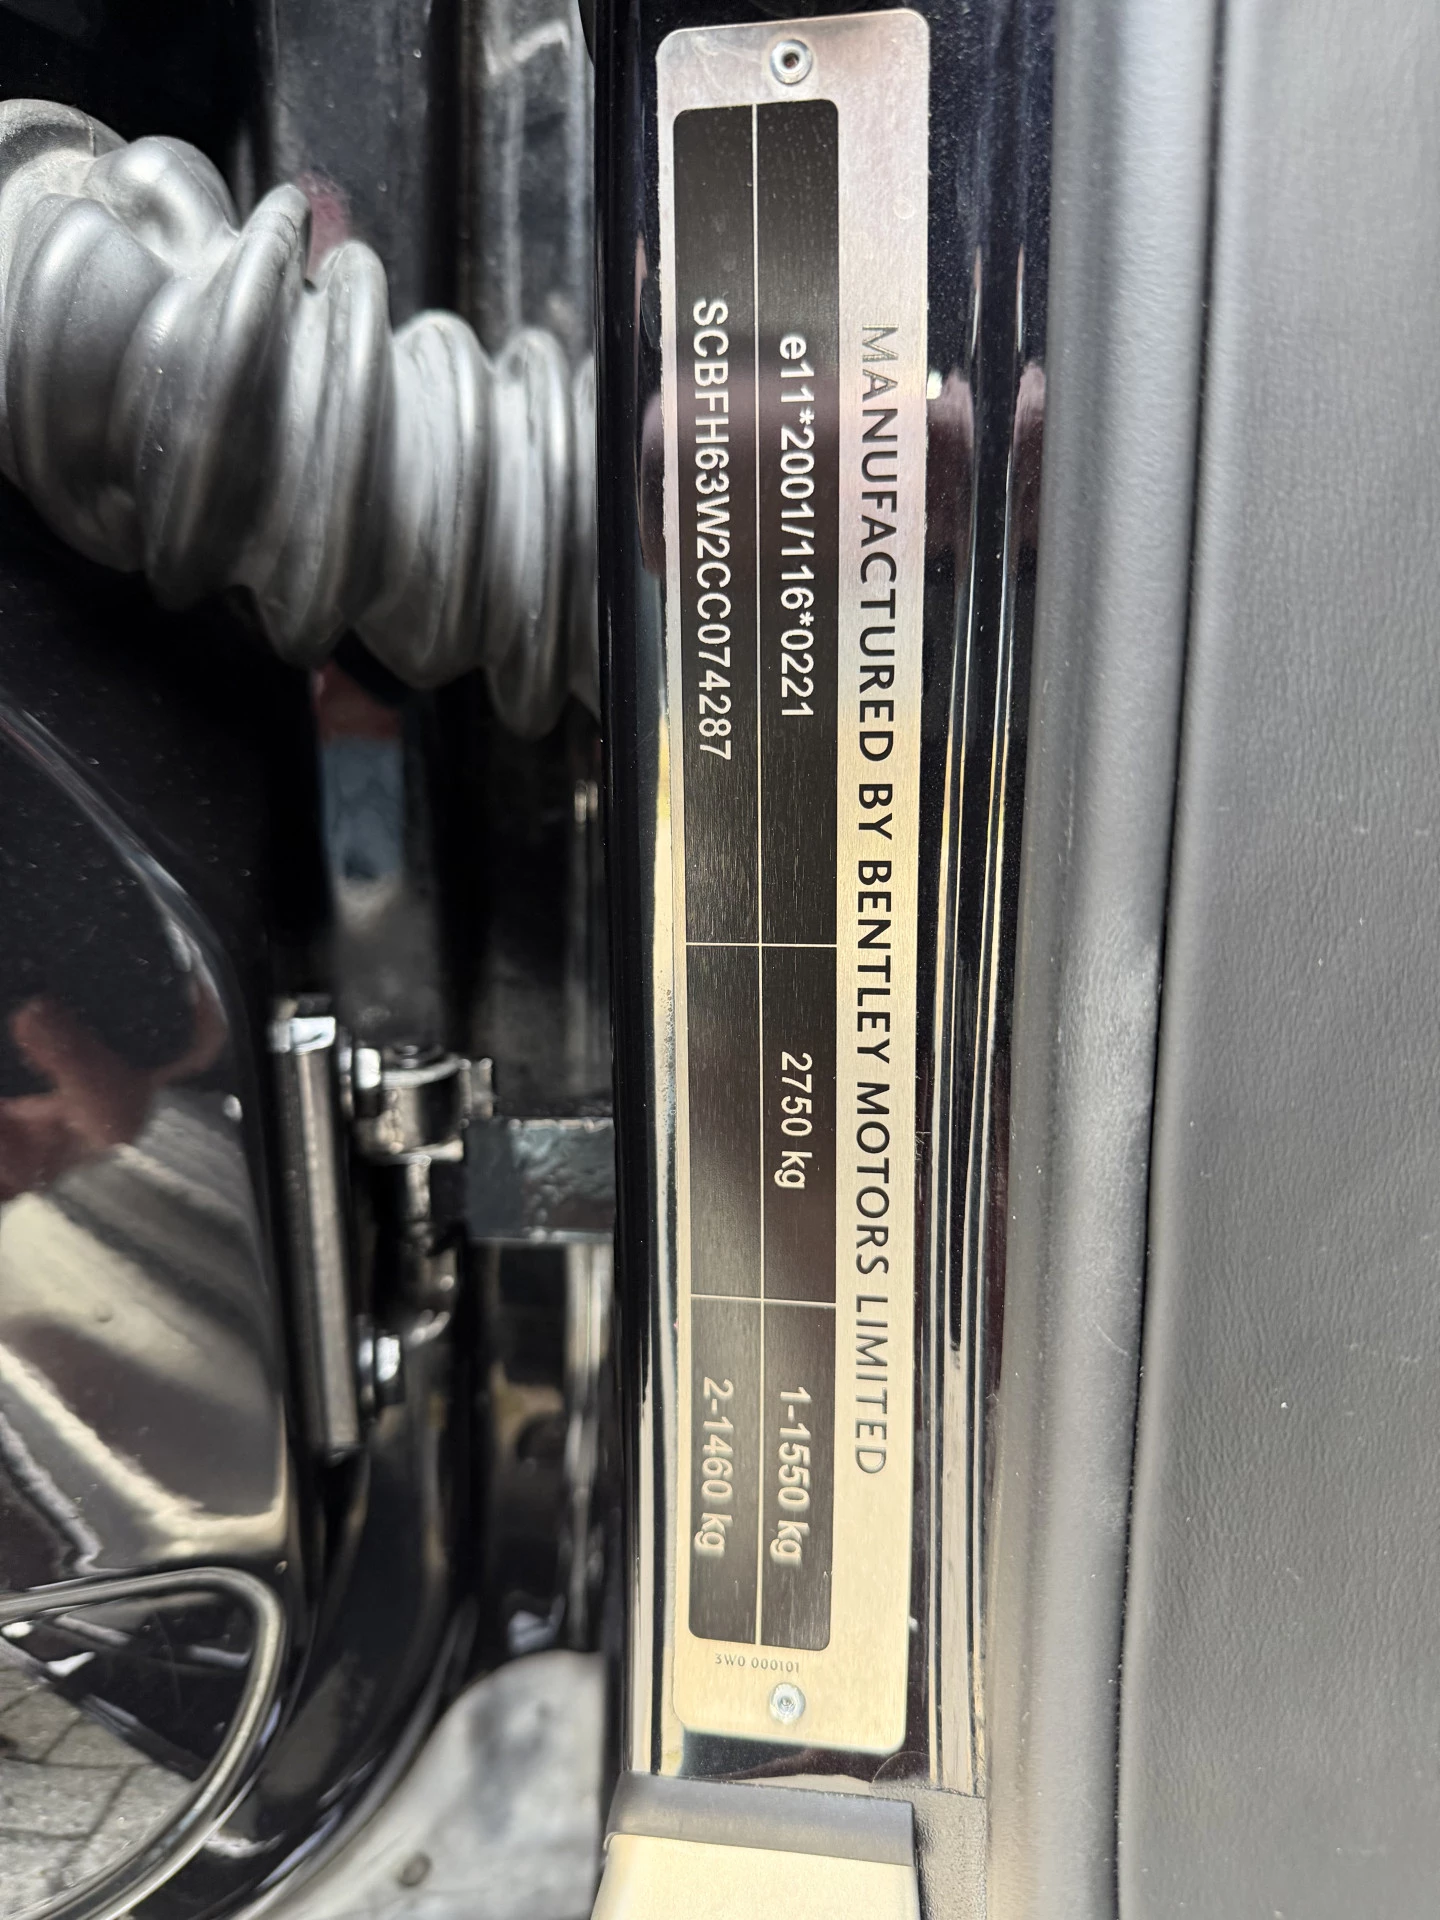 MANUFACTURED BY BENTLEY MOTORS LIMITED
e11*2001/116*0221 2750 kg 1-1550 kg
SCBFH63W2CC074287 2-1460 kg
3W0 000101